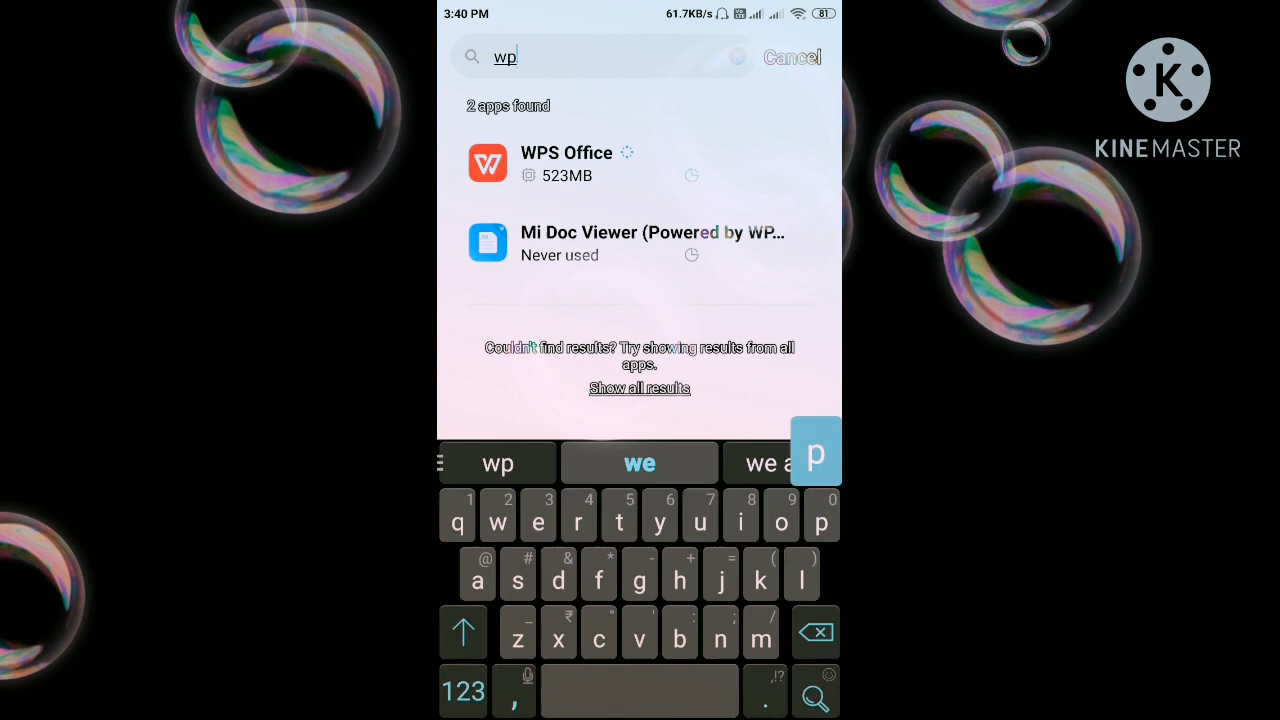 3:40 PM
61.7KB/s 81
wp
Cancel
2 apps found
WPS Office
523MB
Mi Doc Viewer (Powered by WP...
Never used
Couldn't find results? Try showing results from all
apps.
Show all results
wp we we a
p
1 2 3 4 5 6 7 8 9 0
q w e r t y u i o p
@ # & * - + = ( )
a s d f g h j k l
_ ₹ " ' : ; /
z x c v b n m
,!?
123 , .
K
KINEMASTER